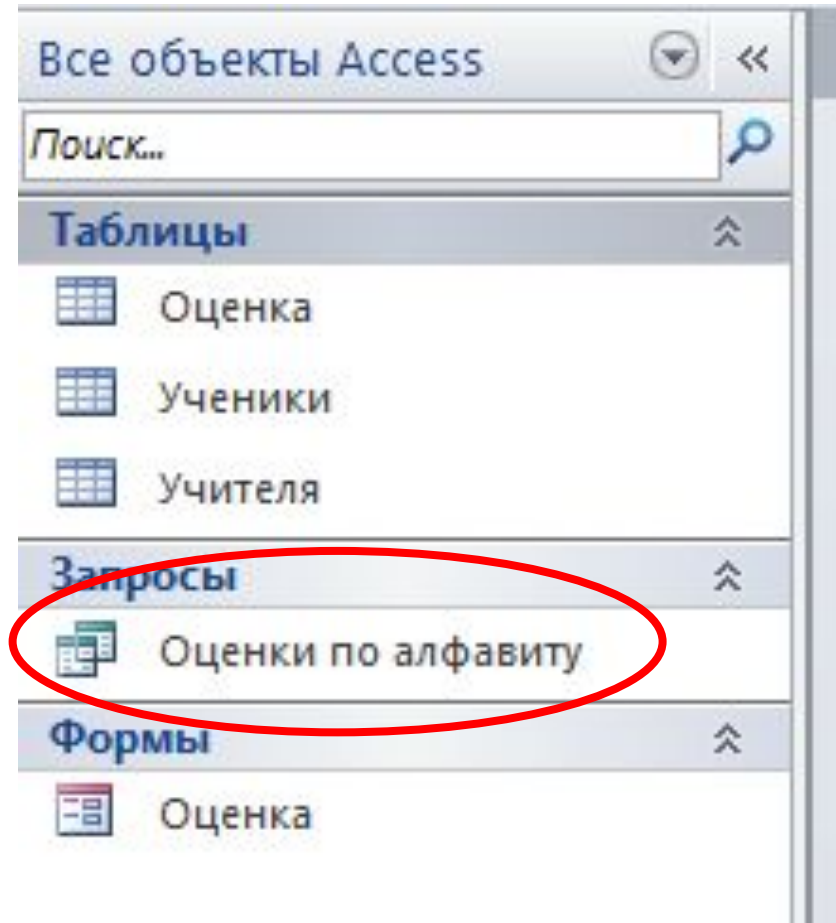 Все объекты Access
Поиск...
Таблицы
Оценка
Ученики
Учителя
Запросы
Оценки по алфавиту
Формы
Оценка